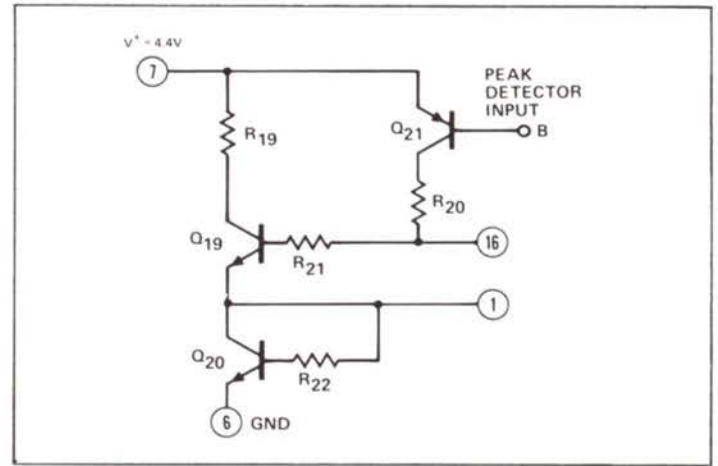 V+ - 4.4V
7
PEAK
DETECTOR
INPUT
R19
Q21
B
R20
Q19
R21
16
1
Q20
R22
6 GND